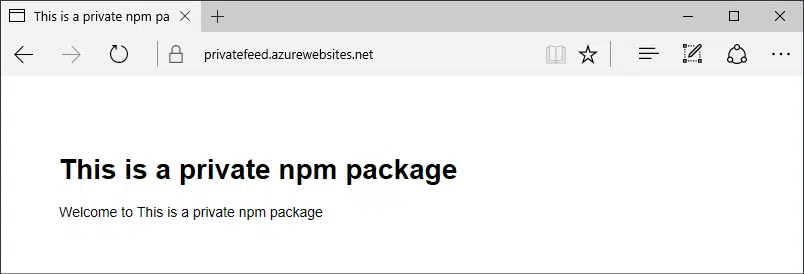 This is a private npm pa
privatefeed.azurewebsites.net
This is a private npm package
Welcome to This is a private npm package